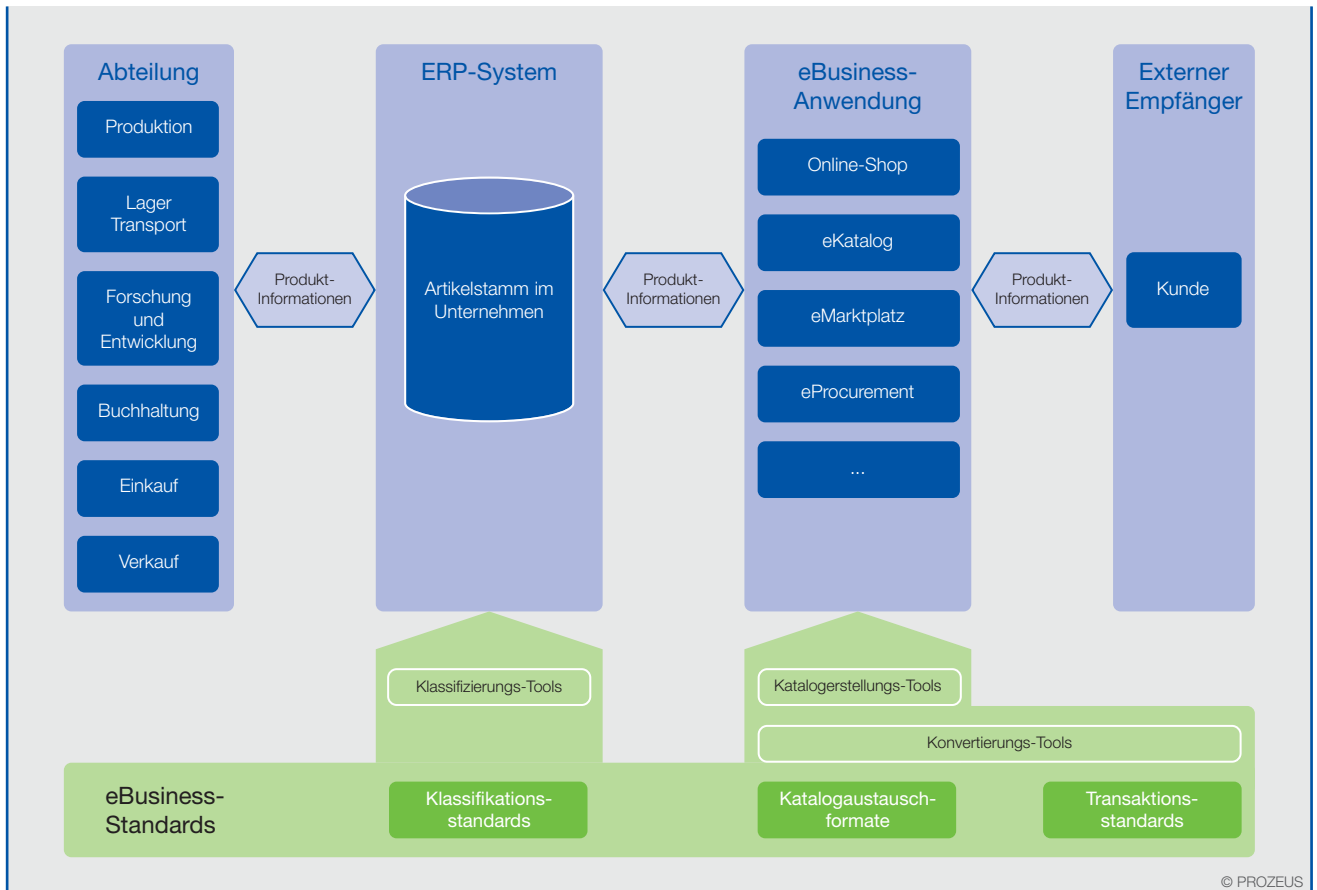 Abteilung
Produktion
Lager
Transport
Forschung
und
Entwicklung
Buchhaltung
Einkauf
Verkauf
Produkt-
Informationen
ERP-System
Artikelstamm im
Unternehmen
Produkt-
Informationen
eBusiness-
Anwendung
Online-Shop
eKatalog
eMarktplatz
eProcurement
...
Produkt-
Informationen
Externer
Empfänger
Kunde
Klassifizierungs-Tools
Katalogerstellungs-Tools
Konvertierungs-Tools
eBusiness-
Standards
Klassifikations-
standards
Katalogaustausch-
formate
Transaktions-
standards
© PROZEUS